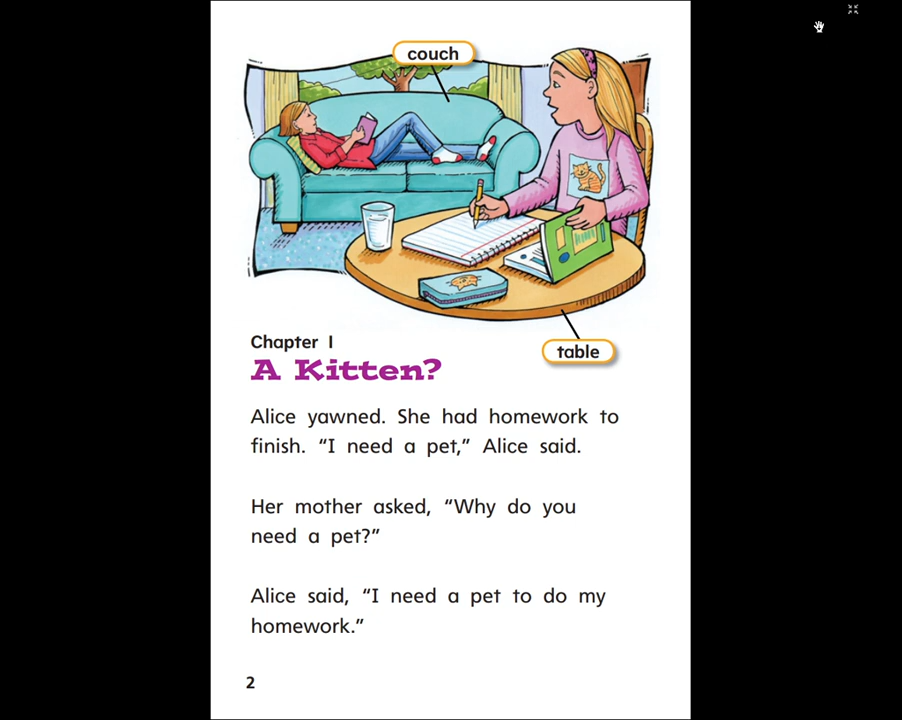 couch
table
Chapter 1
A Kitten?
Alice yawned. She had homework to
finish. “I need a pet,” Alice said.
Her mother asked, “Why do you
need a pet?”
Alice said, “I need a pet to do my
homework.”
2